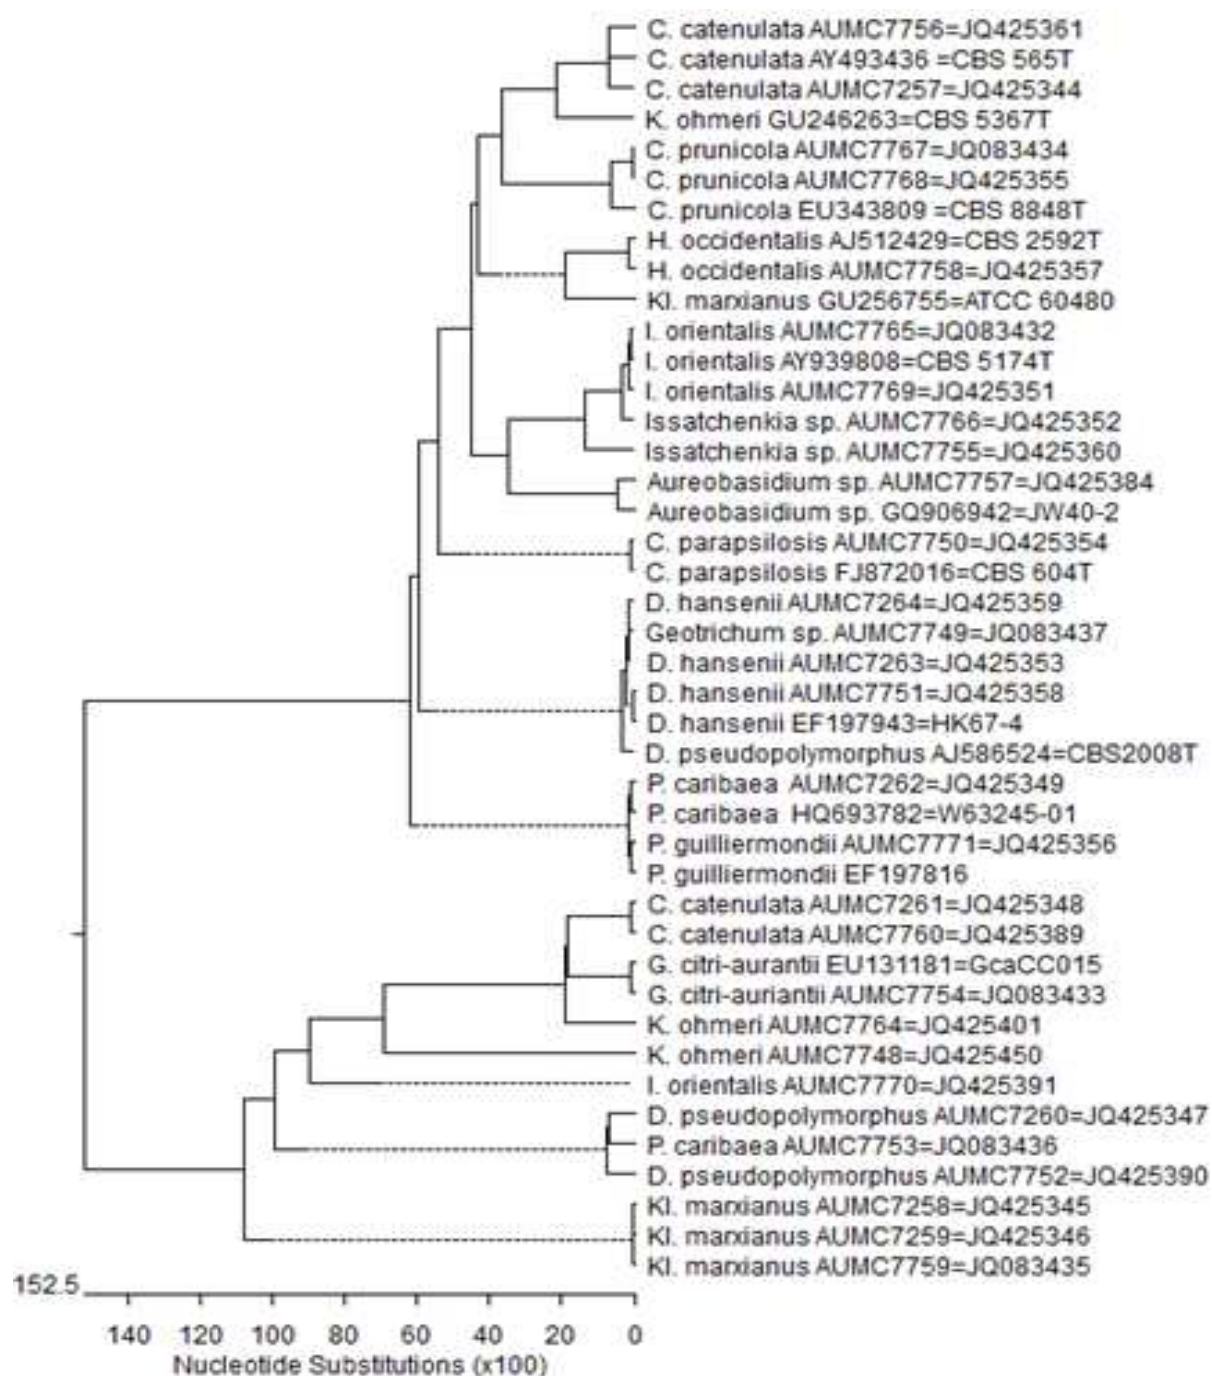 C. catenulata AUMC7756=JQ425361
C. catenulata AY493436 =CBS 565T
C. catenulata AUMC7257=JQ425344
K. ohmeri GU246263=CBS 5367T
C. prunicola AUMC7767=JQ083434
C. prunicola AUMC7768=JQ425355
C. prunicola EU343809 =CBS 8848T
H. occidentalis AJ512429=CBS 2592T
H. occidentalis AUMC7758=JQ425357
Kl. marxianus GU256755=ATCC 60480
I. orientalis AUMC7765=JQ083432
I. orientalis AY939808=CBS 5174T
I. orientalis AUMC7769=JQ425351
Issatchenkia sp. AUMC7766=JQ425352
Issatchenkia sp. AUMC7755=JQ425360
Aureobasidium sp. AUMC7757=JQ425384
Aureobasidium sp. GQ906942=JW40-2
C. parapsilosis AUMC7750=JQ425354
C. parapsilosis FJ872016=CBS 604T
D. hansenii AUMC7264=JQ425359
Geotrichum sp. AUMC7749=JQ083437
D. hansenii AUMC7263=JQ425353
D. hansenii AUMC7751=JQ425358
D. hansenii EF197943=HK67-4
D. pseudopolymorphus AJ586524=CBS2008T
P. caribaea AUMC7262=JQ425349
P. caribaea HQ693782=W63245-01
P. guilliermondii AUMC7771=JQ425356
P. guilliermondii EF197816
C. catenulata AUMC7261=JQ425348
C. catenulata AUMC7760=JQ425389
G. citri-aurantii EU131181=GcaCC015
G. citri-auriantii AUMC7754=JQ083433
K. ohmeri AUMC7764=JQ425401
K. ohmeri AUMC7748=JQ425450
I. orientalis AUMC7770=JQ425391
D. pseudopolymorphus AUMC7260=JQ425347
P. caribaea AUMC7753=JQ083436
D. pseudopolymorphus AUMC7752=JQ425390
Kl. marxianus AUMC7258=JQ425345
Kl. marxianus AUMC7259=JQ425346
Kl. marxianus AUMC7759=JQ083435
152.5
140 120 100 80 60 40 20 0
Nucleotide Substitutions (x100)